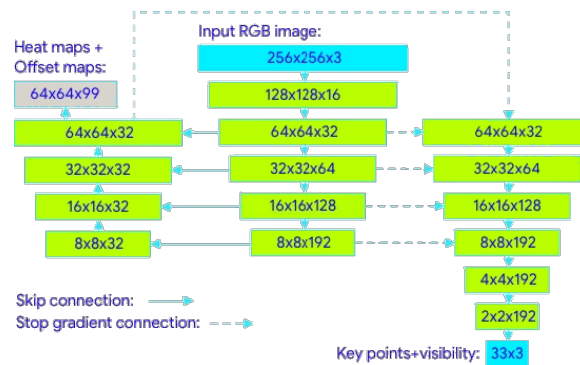 Input RGB image:
Heat maps +
Offset maps:
256x256x3
64x64x99
128x128x16
64x64x32
64x64x32
64x64x32
32x32x32
32x32x64
32x32x64
16x16x32
16x16x128
16x16x128
8x8x32
8x8x192
8x8x192
4x4x192
Skip connection:
2x2x192
Stop gradient connection:
Key points+visibility:
33x3